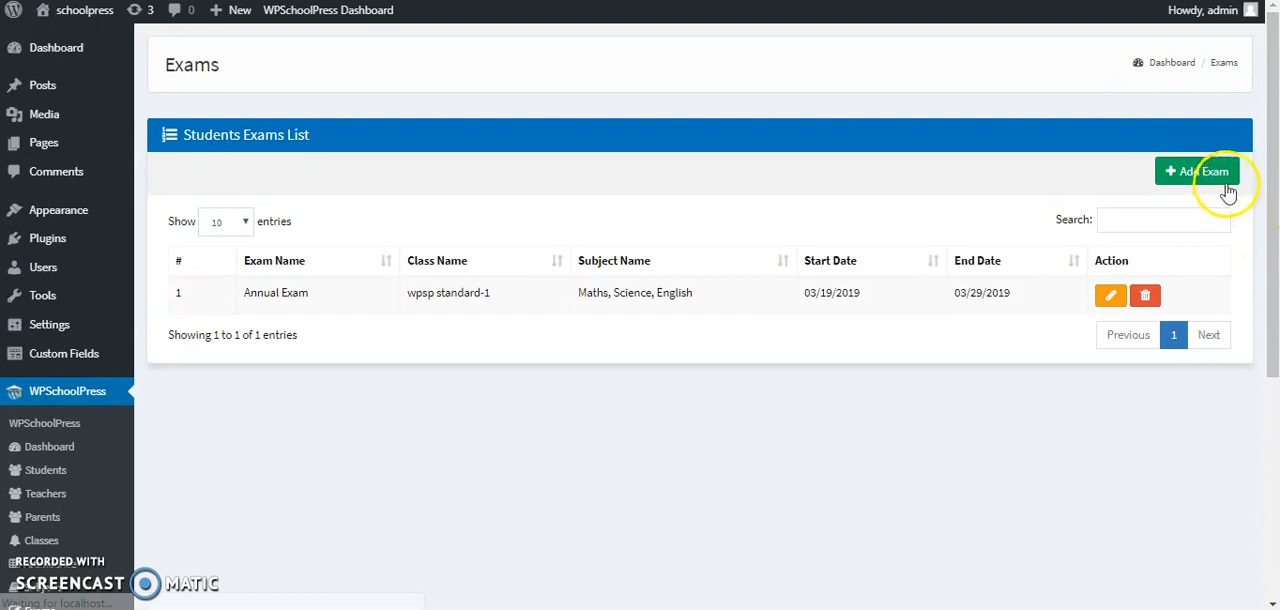 schoolpress 3 0 + New WPSchoolPress Dashboard Howdy, admin
Dashboard
Posts
Media
Pages
Comments
Appearance
Plugins
Users
Tools
Settings
Custom Fields
WPSchoolPress
WPSchoolPress
Dashboard
Students
Teachers
Parents
Classes
Exams
Dashboard / Exams
Students Exams List
+ Add Exam
Show 10 entries
Search:
# Exam Name Class Name Subject Name Start Date End Date Action
1 Annual Exam wpsp standard-1 Maths, Science, English 03/19/2019 03/29/2019
Showing 1 to 1 of 1 entries
Previous 1 Next
RECORDED WITH
SCREENCAST MATIC
Waiting for localhost...